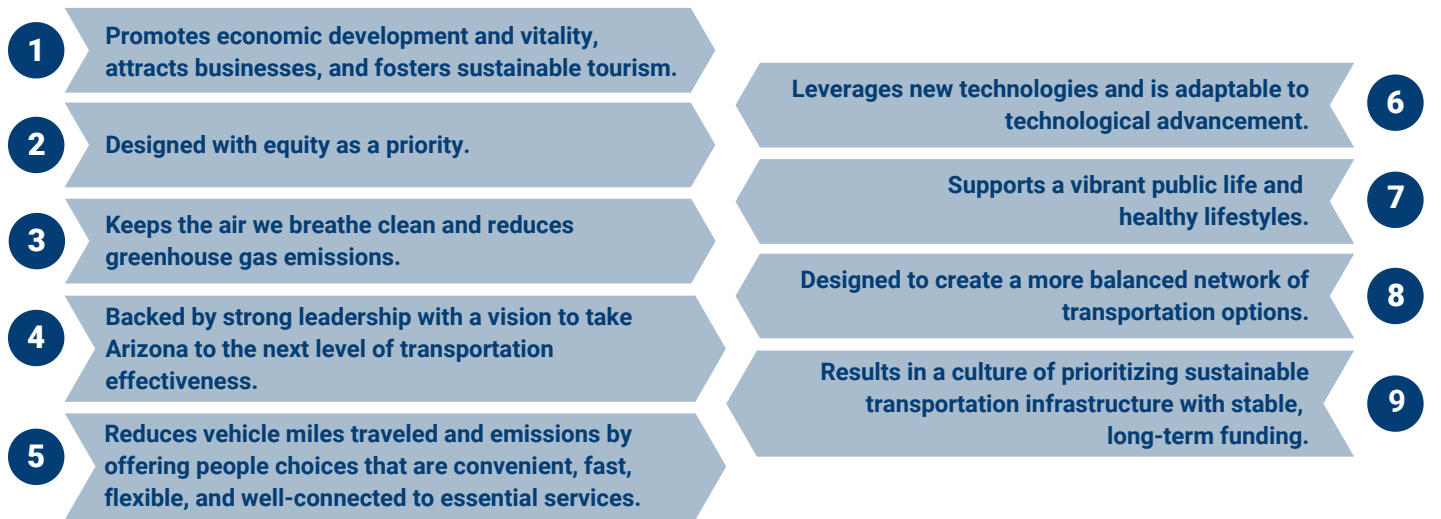 1
Promotes economic development and vitality,
attracts businesses, and fosters sustainable tourism.
2
Designed with equity as a priority.
3
Keeps the air we breathe clean and reduces
greenhouse gas emissions.
4
Backed by strong leadership with a vision to take
Arizona to the next level of transportation
effectiveness.
5
Reduces vehicle miles traveled and emissions by
offering people choices that are convenient, fast,
flexible, and well-connected to essential services.
6
Leverages new technologies and is adaptable to
technological advancement.
7
Supports a vibrant public life and
healthy lifestyles.
8
Designed to create a more balanced network of
transportation options.
9
Results in a culture of prioritizing sustainable
transportation infrastructure with stable,
long-term funding.